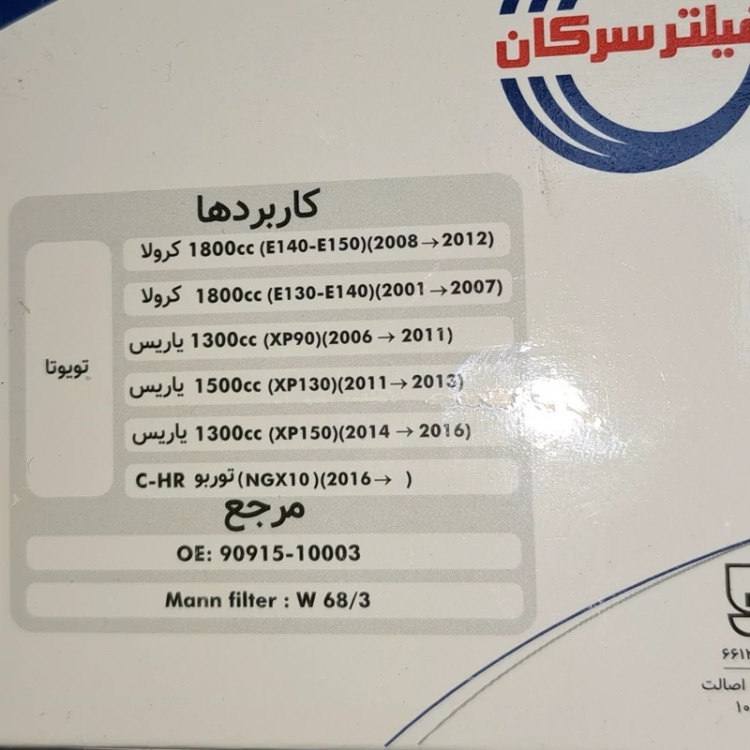 فیلتر سرکان
کاربردها
تویوتا
کرولا 1800cc (E140-E150)(2008→2012)
کرولا 1800cc (E130-E140)(2001→2007)
یاریس 1300cc (XP90)(2006→2011)
یاریس 1500cc (XP130)(2011→2013)
یاریس 1300cc (XP150)(2014→2016)
C-HR توربو (NGX10)(2016→ )
مرجع
OE: 90915-10003
Mann filter : W 68/3
اصالت